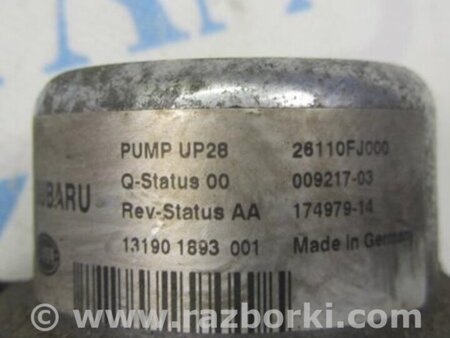 PUMP UP28 26110FJ000
Q-Status 00 009217-03
UBARU Rev-Status AA 174979-14
13190 1893 001 Made in Germany
© www.razborki.com